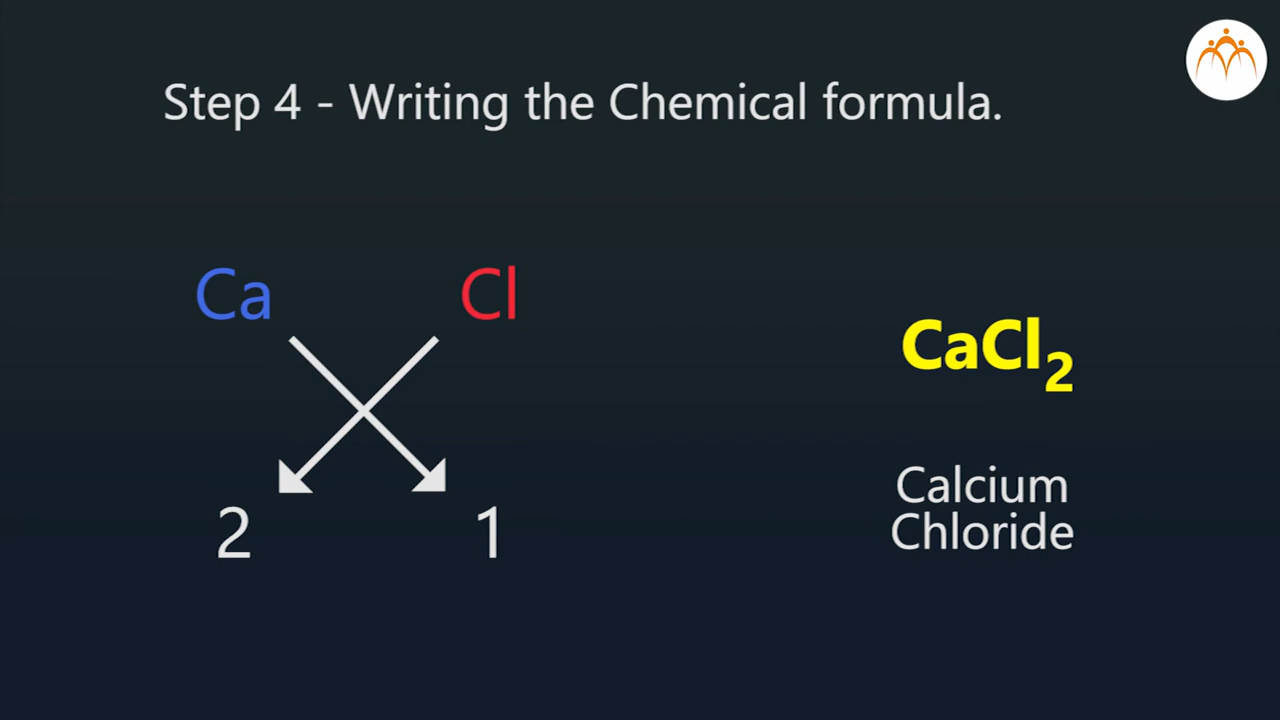 Step 4 - Writing the Chemical formula.
Ca Cl
CaCl₂
2 1
Calcium
Chloride